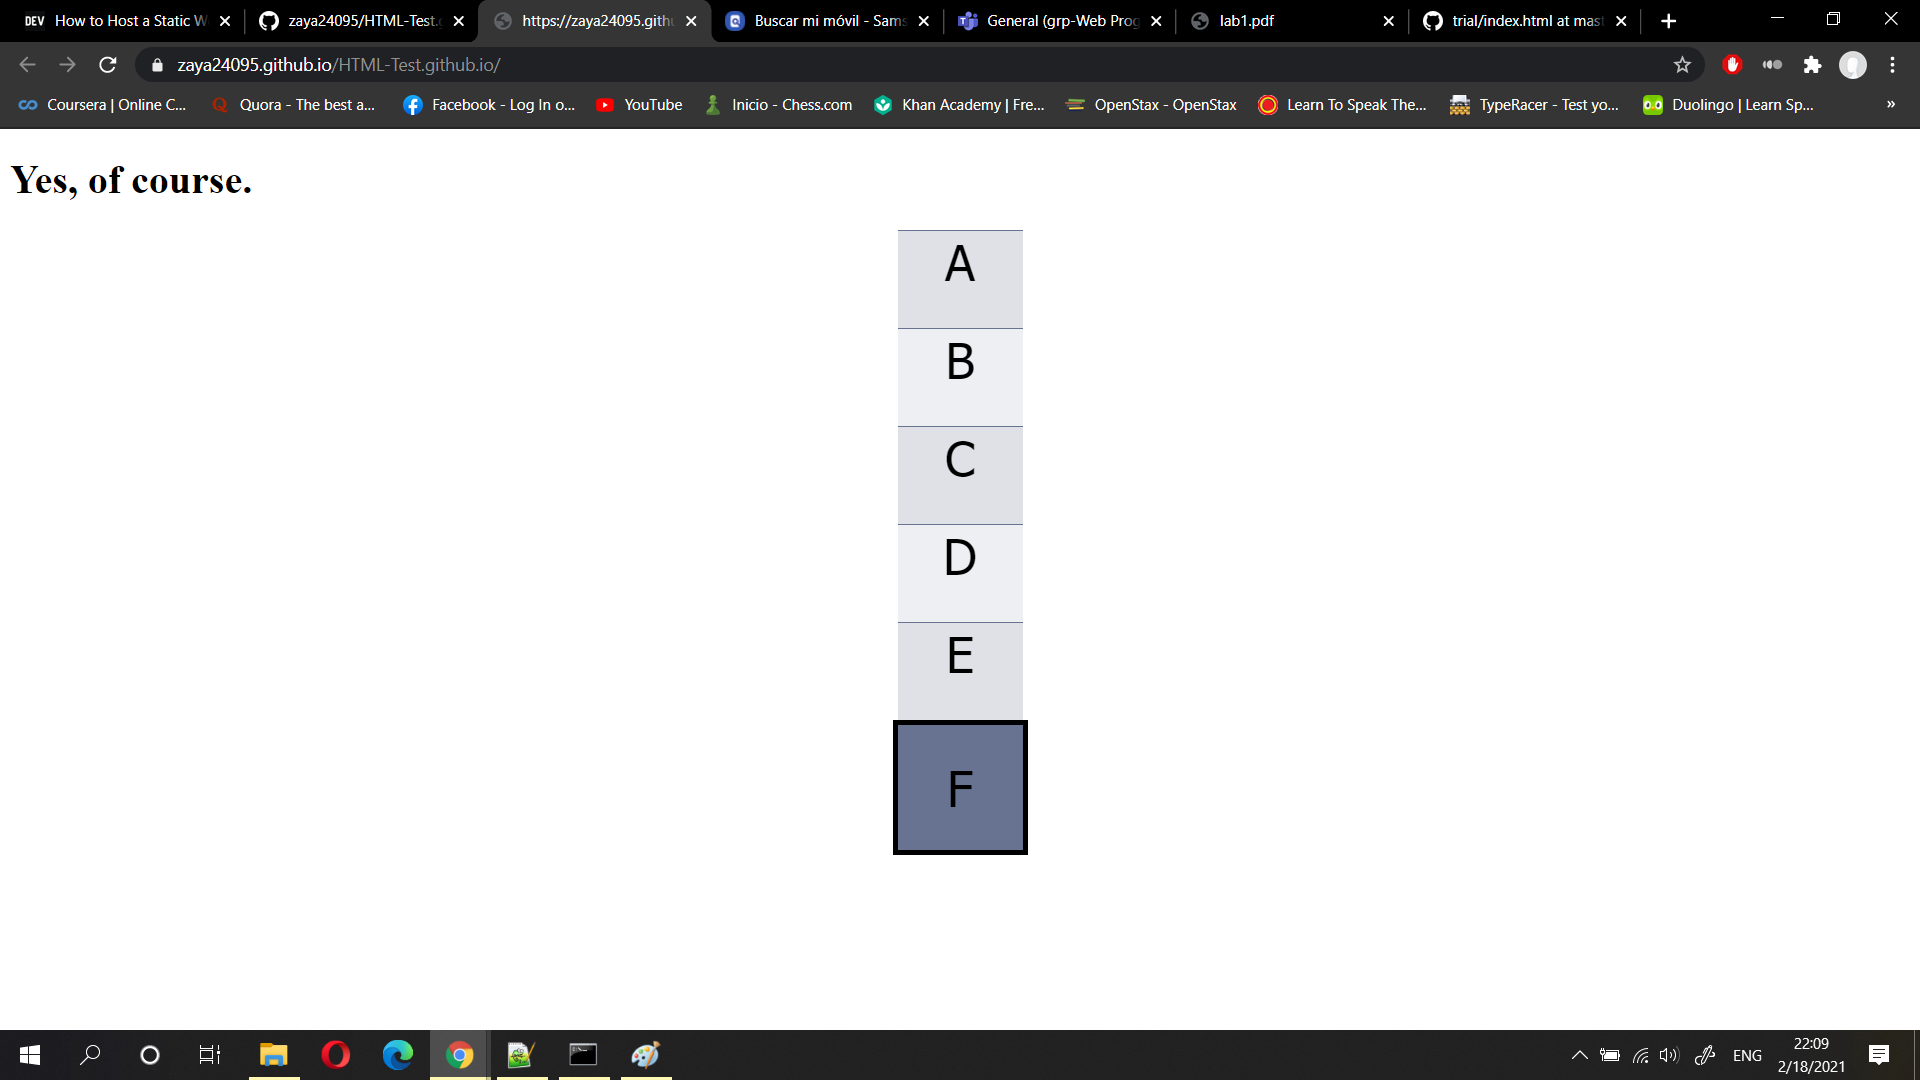 DEV How to Host a Static W
zaya24095/HTML-Test.g
https://zaya24095.gith
Buscar mi móvil - Sams
General (grp-Web Prog
lab1.pdf
trial/index.html at mast
zaya24095.github.io/HTML-Test.github.io/
Coursera | Online C...
Quora - The best a...
Facebook - Log In o...
YouTube
Inicio - Chess.com
Khan Academy | Fre...
OpenStax - OpenStax
Learn To Speak The...
TypeRacer - Test yo...
Duolingo | Learn Sp...
»
Yes, of course.
A
B
C
D
E
F
ENG
22:09
2/18/2021